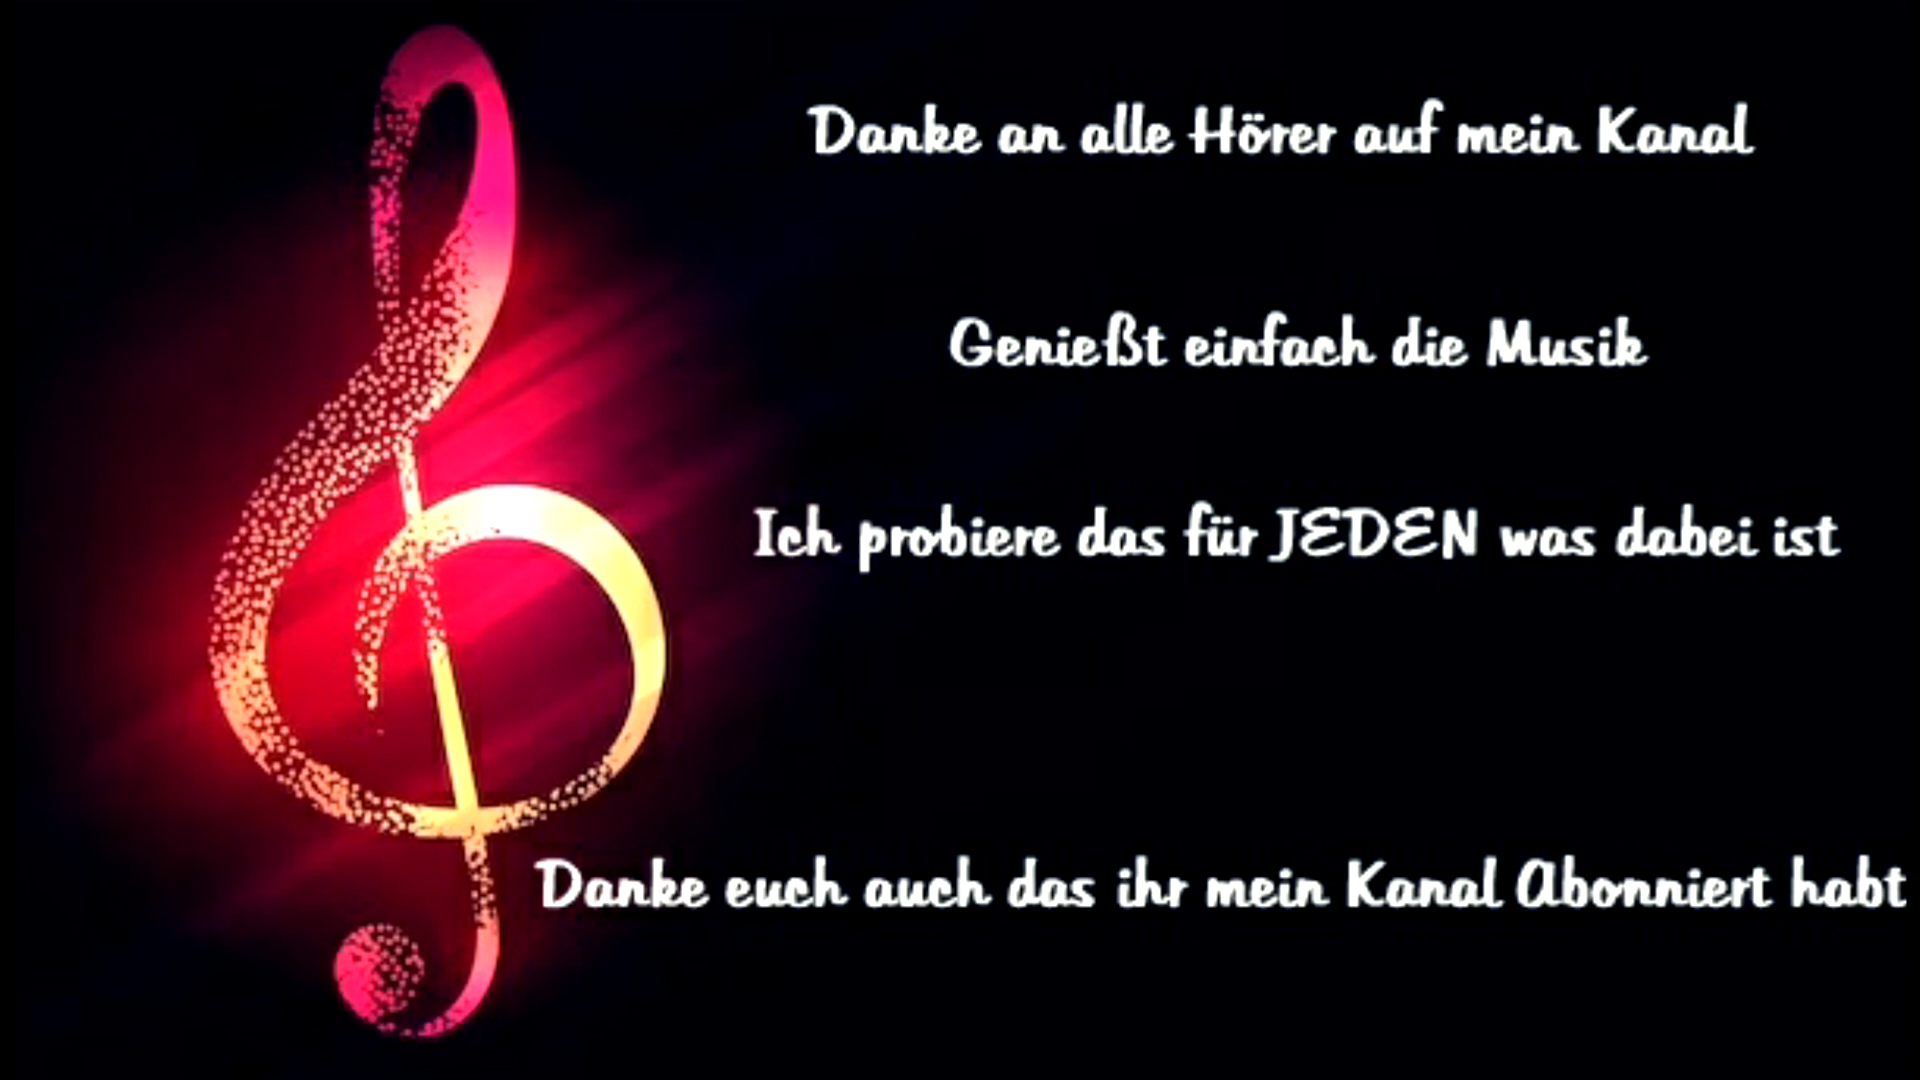 Danke an alle Hörer auf mein Kanal
Genießt einfach die Musik
Ich probiere das für JEDEN was dabei ist
Danke euch auch das ihr mein Kanal Abonniert habt